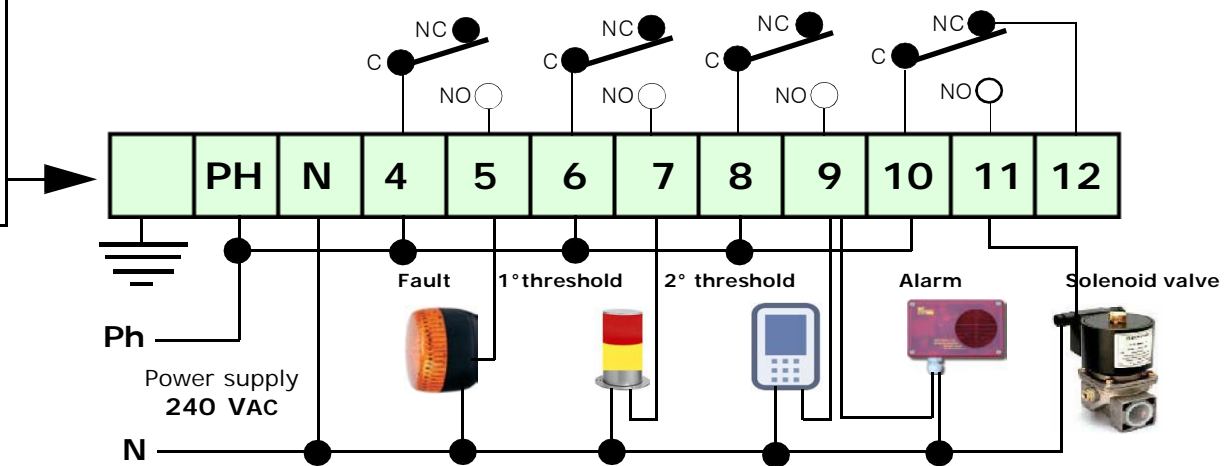 NC NC NC NC
C C C C
NO NO NO NO
PH N 4 5 6 7 8 9 10 11 12
Fault 1°threshold 2° threshold Alarm Solenoid valve
Ph
Power supply
240 VAC
N